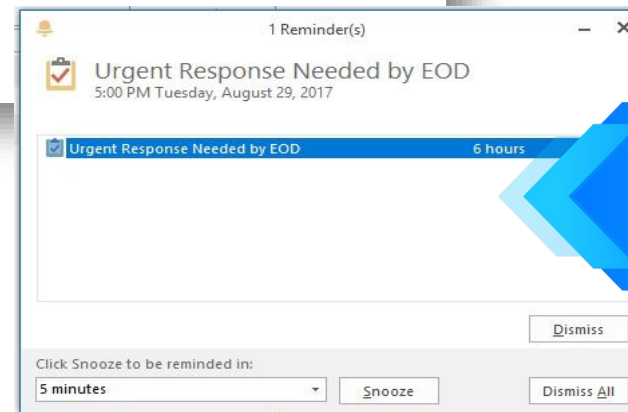 1 Reminder(s)
Urgent Response Needed by EOD
5:00 PM Tuesday, August 29, 2017
Urgent Response Needed by EOD 6 hours
Dismiss
Click Snooze to be reminded in:
5 minutes Snooze Dismiss All